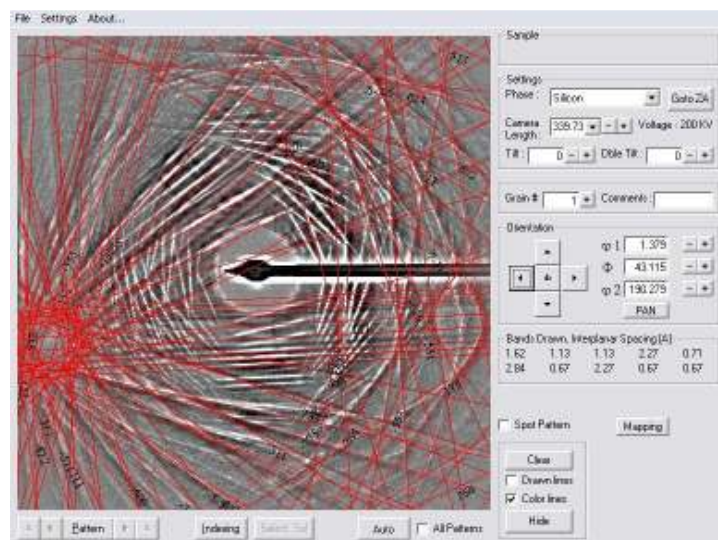 File Settings About...
Sample
Settings
Phase : Silicon Goto ZA
Camera Length : 339.73 - + Voltage : 200 KV
Tilt : 0 - + Dble Tilt : 0 - +
Grain # 1 + Comments :
Orientation
φ 1 1.379 - +
Φ 43.115 - +
φ 2 190.279 - +
PAN
Bands Drawn, Interplanar Spacing [A]
1.62 1.13 1.13 2.27 0.71
2.84 0.67 2.27 0.67 0.67
Spot Pattern Mapping
Clear
Drawn lines
Color lines
Hide
Pattern Indexing Auto All Patterns